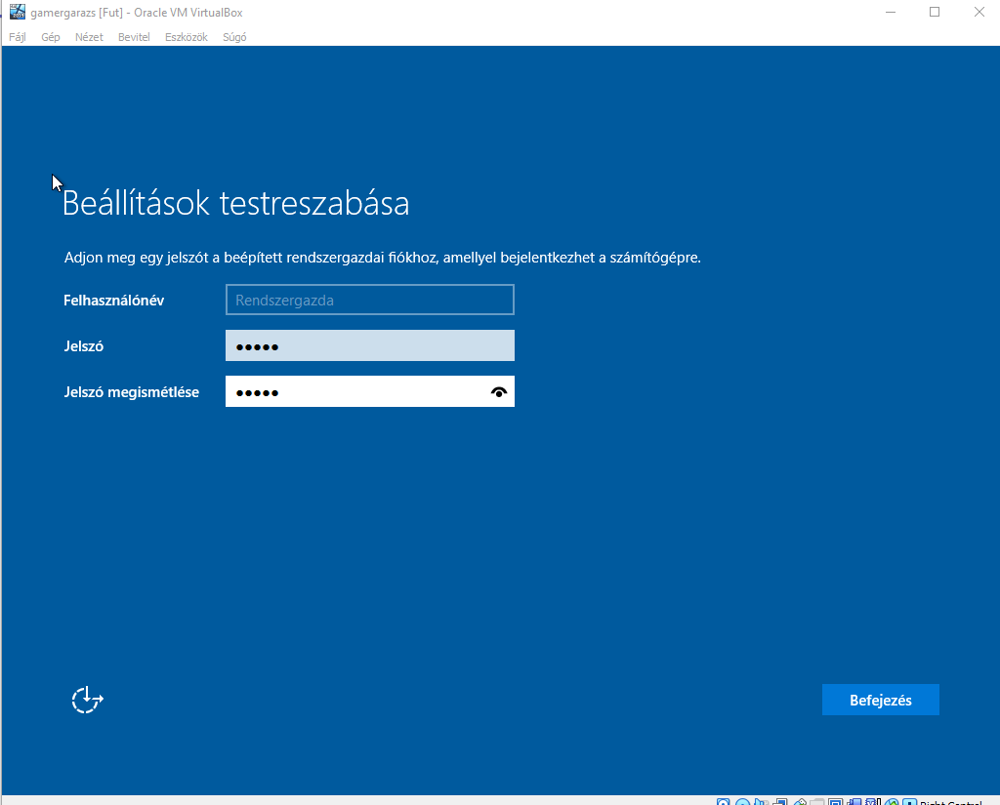 gamergarazs [Fut] - Oracle VM VirtualBox
Fájl Gép Nézet Bevitel Eszközök Súgó
Beállítások testreszabása
Adjon meg egy jelszót a beépített rendszergazdai fiókhoz, amellyel bejelentkezhet a számítógépre.
Felhasználónév Rendszergazda
Jelszó •••••
Jelszó megismétlése •••••
Befejezés
Right Control